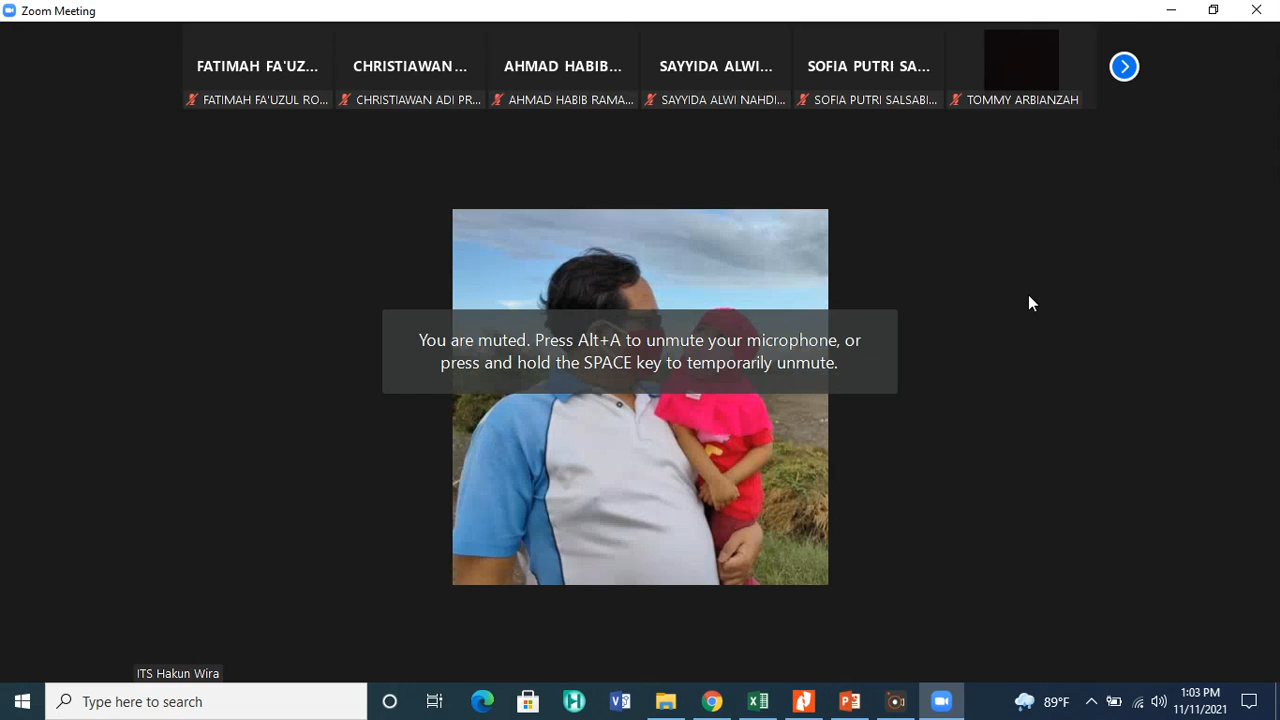 Zoom Meeting
FATIMAH FA'UZ...
CHRISTIAWAN ...
AHMAD HABIB...
SAYYIDA ALWI...
SOFIA PUTRI SA...
FATIMAH FA'UZUL RO...
CHRISTIAWAN ADI PR...
AHMAD HABIB RAMA...
SAYYIDA ALWI NAHDI...
SOFIA PUTRI SALSABI...
TOMMY ARBIANZAH
You are muted. Press Alt+A to unmute your microphone, or
press and hold the SPACE key to temporarily unmute.
ITS Hakun Wira
Type here to search
89°F
1:03 PM
11/11/2021